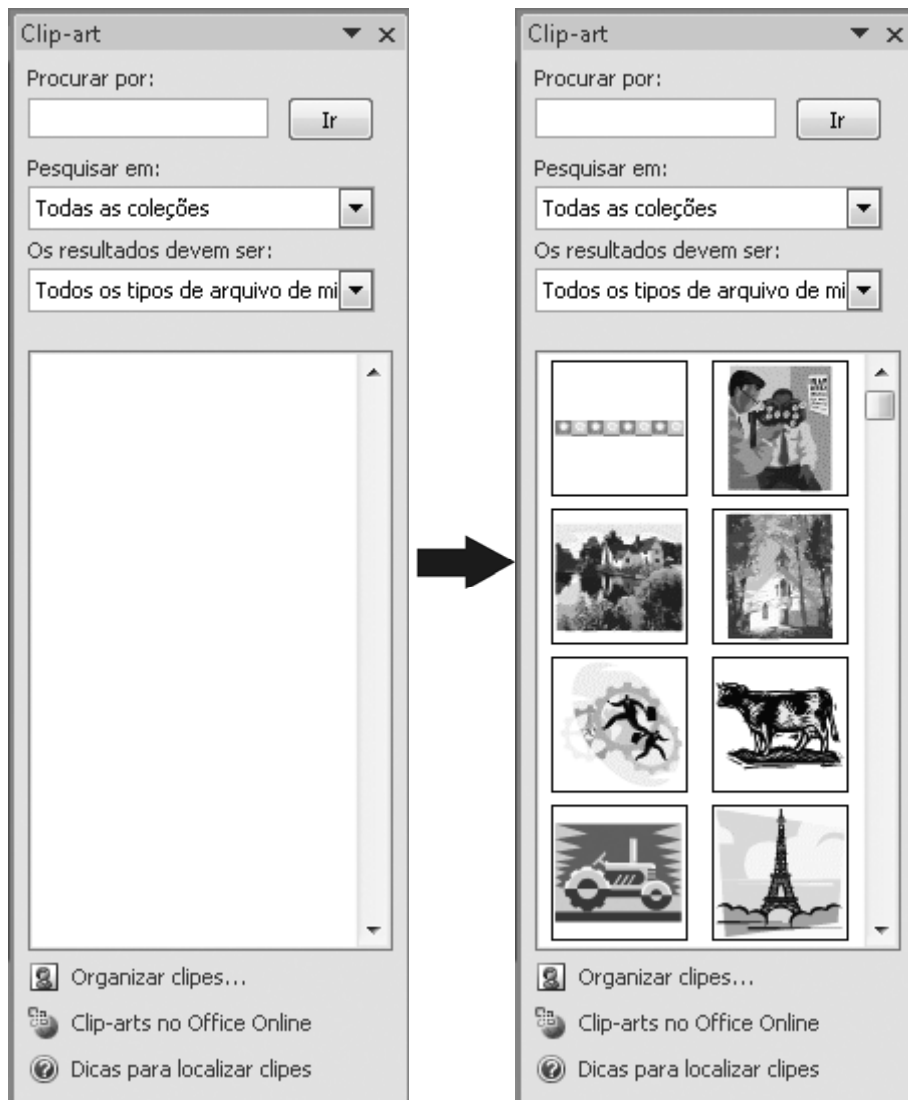 Clip-art
Procurar por:
Ir
Pesquisar em:
Todas as coleções
Os resultados devem ser:
Todos os tipos de arquivo de mi
Organizar clipes...
Clip-arts no Office Online
Dicas para localizar clipes
Clip-art
Procurar por:
Ir
Pesquisar em:
Todas as coleções
Os resultados devem ser:
Todos os tipos de arquivo de mi
Organizar clipes...
Clip-arts no Office Online
Dicas para localizar clipes